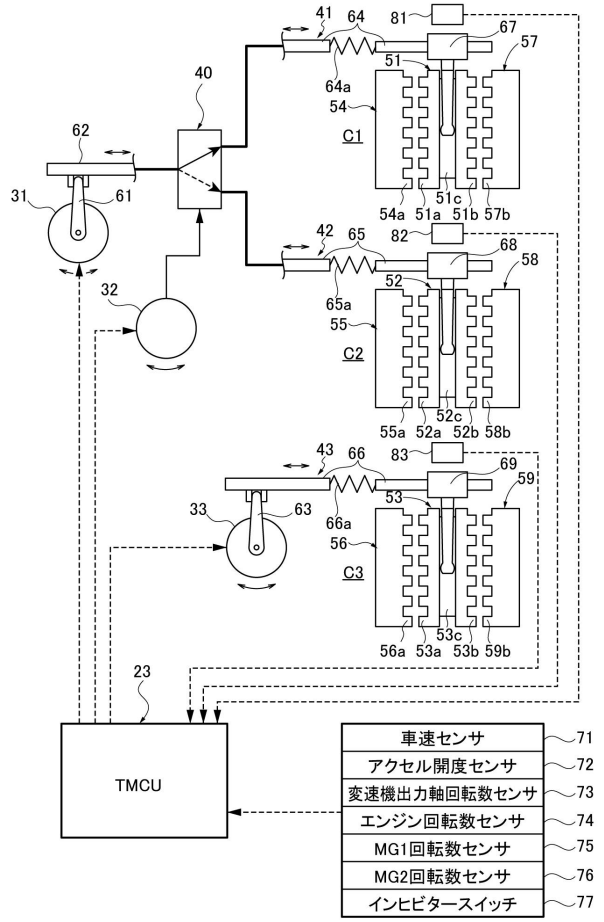 41 64 81
67
51 57
40
64a
54
C1
62
31 61
54a 51a 51c 51b 57b
42 65 82
68
52 58
32
65a
55
C2
55a 52a 52c 52b 58b
43 66 83
69
53 59
33 63
66a
56
C3
56a 53a 53c 53b 59b
23
TMCU
車速センサ 71
アクセル開度センサ 72
変速機出力軸回転数センサ 73
エンジン回転数センサ 74
MG1回転数センサ 75
MG2回転数センサ 76
インヒビタースイッチ 77